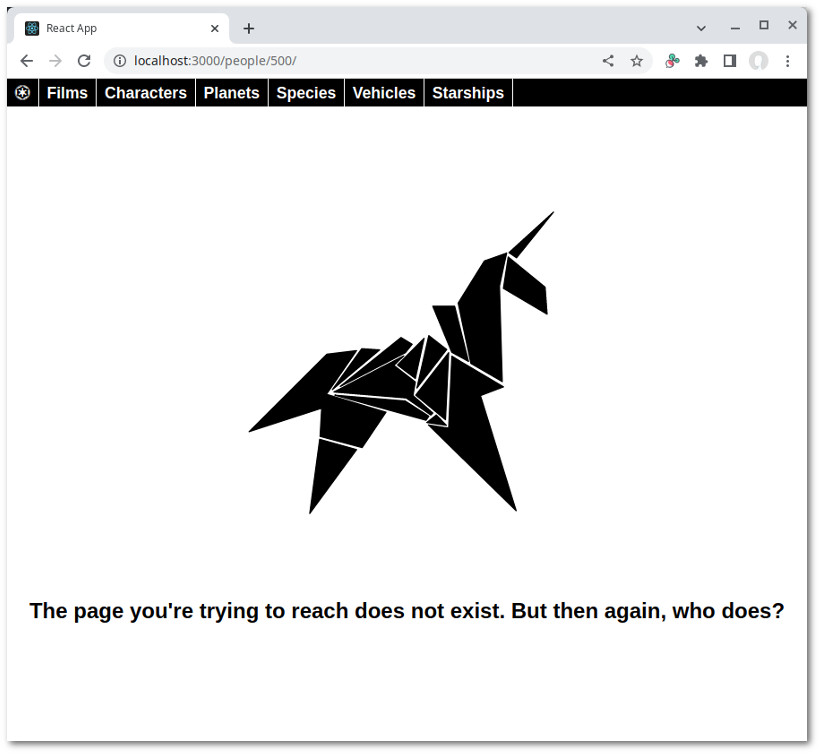 React App
localhost:3000/people/500/
Films Characters Planets Species Vehicles Starships
The page you're trying to reach does not exist. But then again, who does?